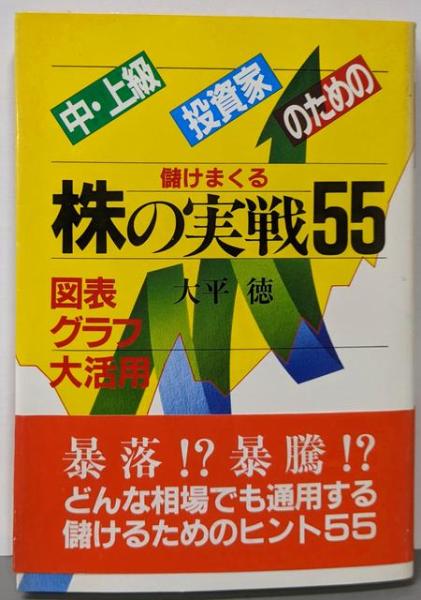 中・上級
投資家
のための
儲けまくる
株の実戦55
大平 徳
図表
グラフ
大活用
暴落!?暴騰!?
どんな相場でも通用する
儲けるためのヒント55